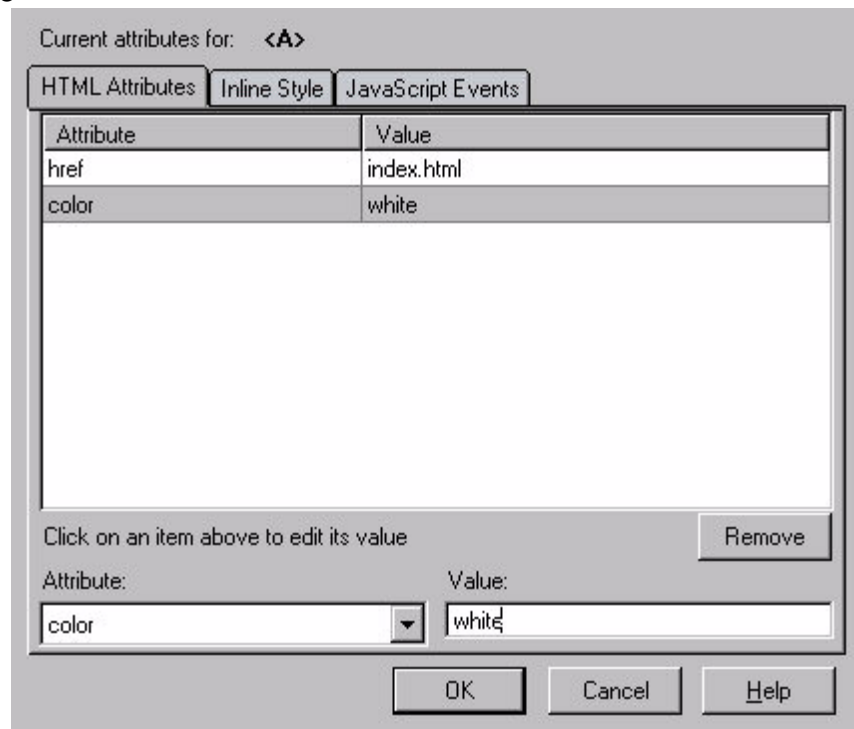 Current attributes for: <A>
HTML Attributes Inline Style JavaScript Events
Attribute Value
href index.html
color white
Click on an item above to edit its value Remove
Attribute: Value:
color white
OK Cancel Help